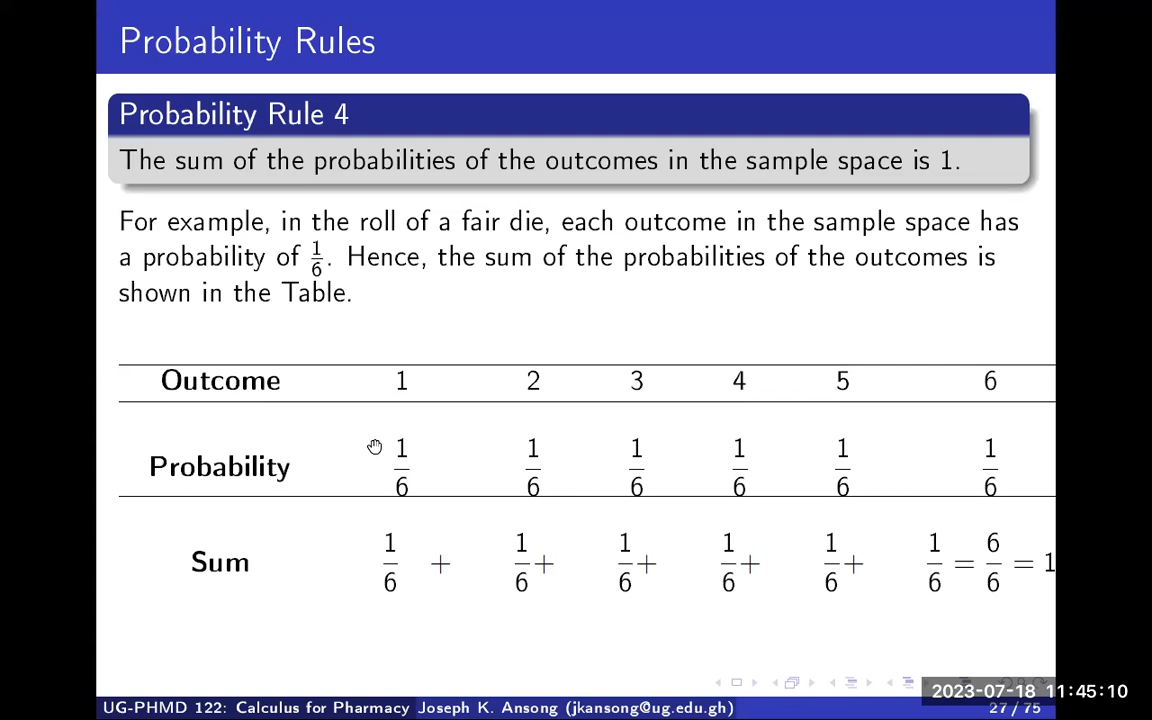 Probability Rules
Probability Rule 4
The sum of the probabilities of the outcomes in the sample space is 1.
For example, in the roll of a fair die, each outcome in the sample space has
a probability of 1/6. Hence, the sum of the probabilities of the outcomes is
shown in the Table.
Outcome 1 2 3 4 5 6
Probability 1/6 1/6 1/6 1/6 1/6 1/6
Sum 1/6 + 1/6 + 1/6 + 1/6 + 1/6 + 1/6 = 6/6 = 1
2023-07-18 11:45:10
UG-PHMD 122: Calculus for Pharmacy Joseph K. Ansong (jkansong@ug.edu.gh) 27 / 75